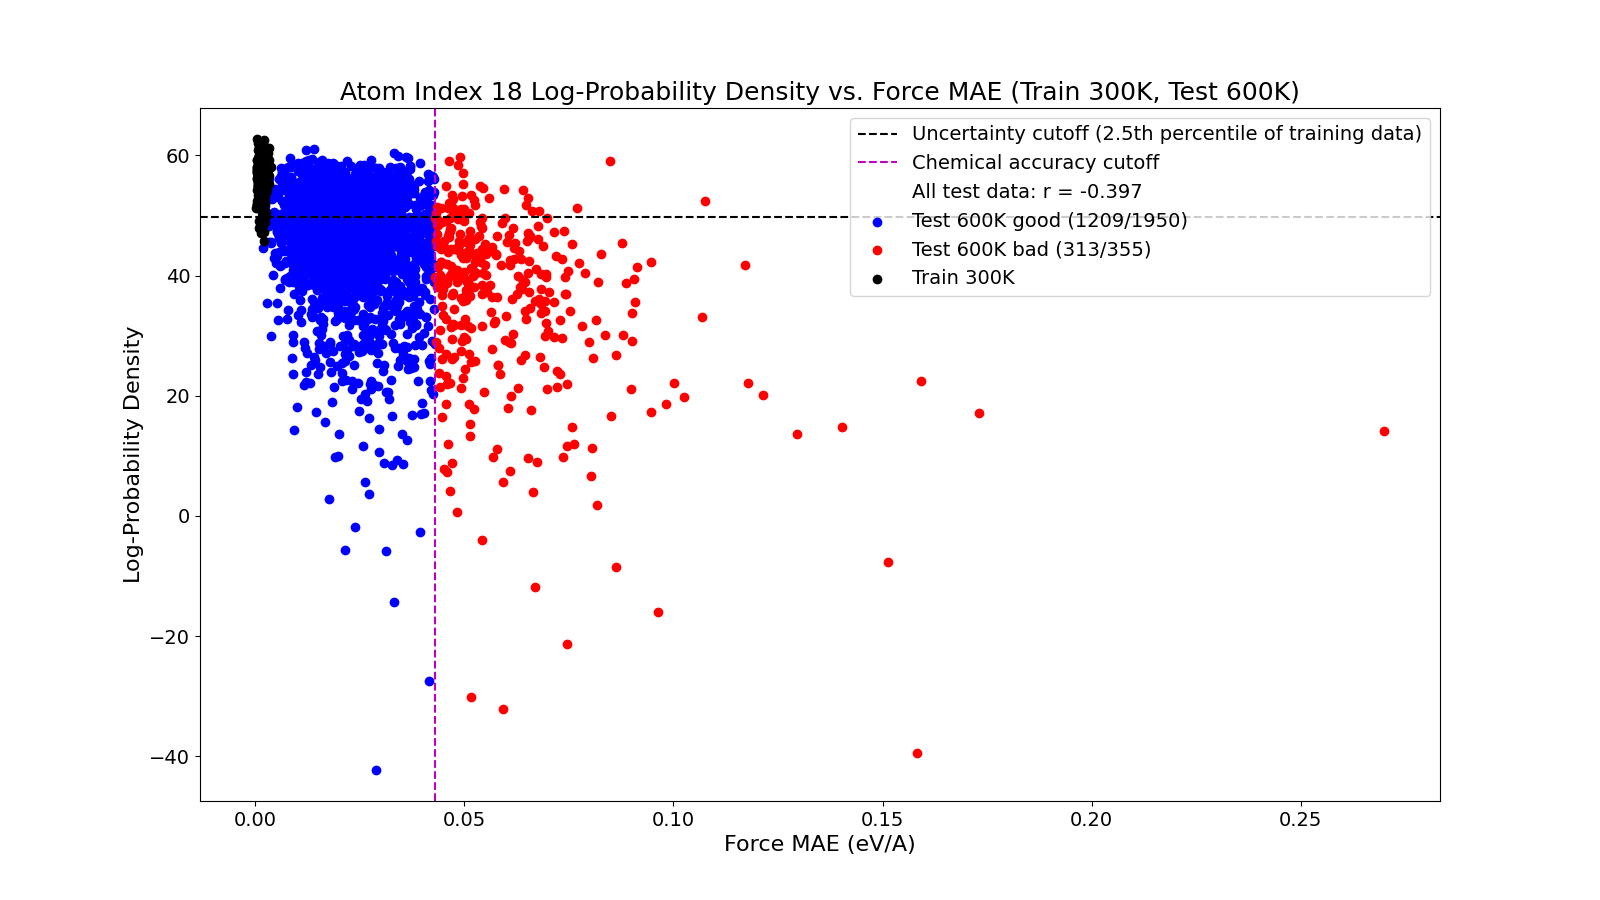 Atom Index 18 Log-Probability Density vs. Force MAE (Train 300K, Test 600K)
Uncertainty cutoff (2.5th percentile of training data)
Chemical accuracy cutoff
All test data: r = -0.397
Test 600K good (1209/1950)
Test 600K bad (313/355)
Train 300K
Log-Probability Density
60
40
20
0
−20
−40
0.00 0.05 0.10 0.15 0.20 0.25
Force MAE (eV/A)